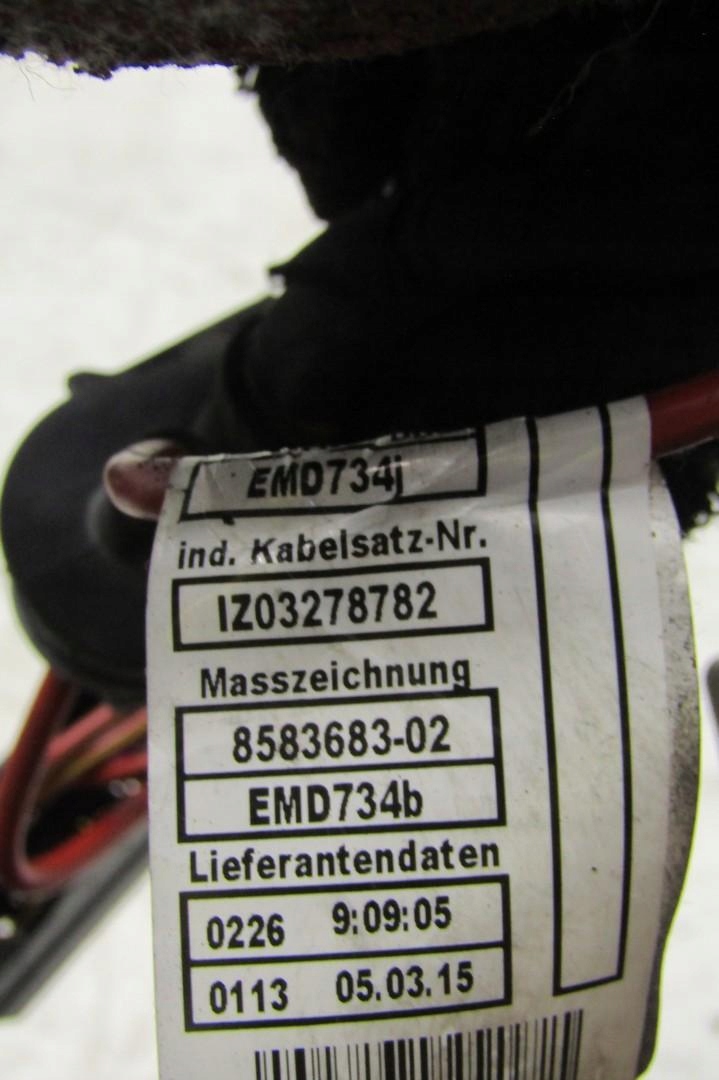 EMD734j
ind. Kabelsatz-Nr.
IZ03278782
Masszeichnung
8583683-02
EMD734b
Lieferantendaten
0226 9:09:05
0113 05.03.15